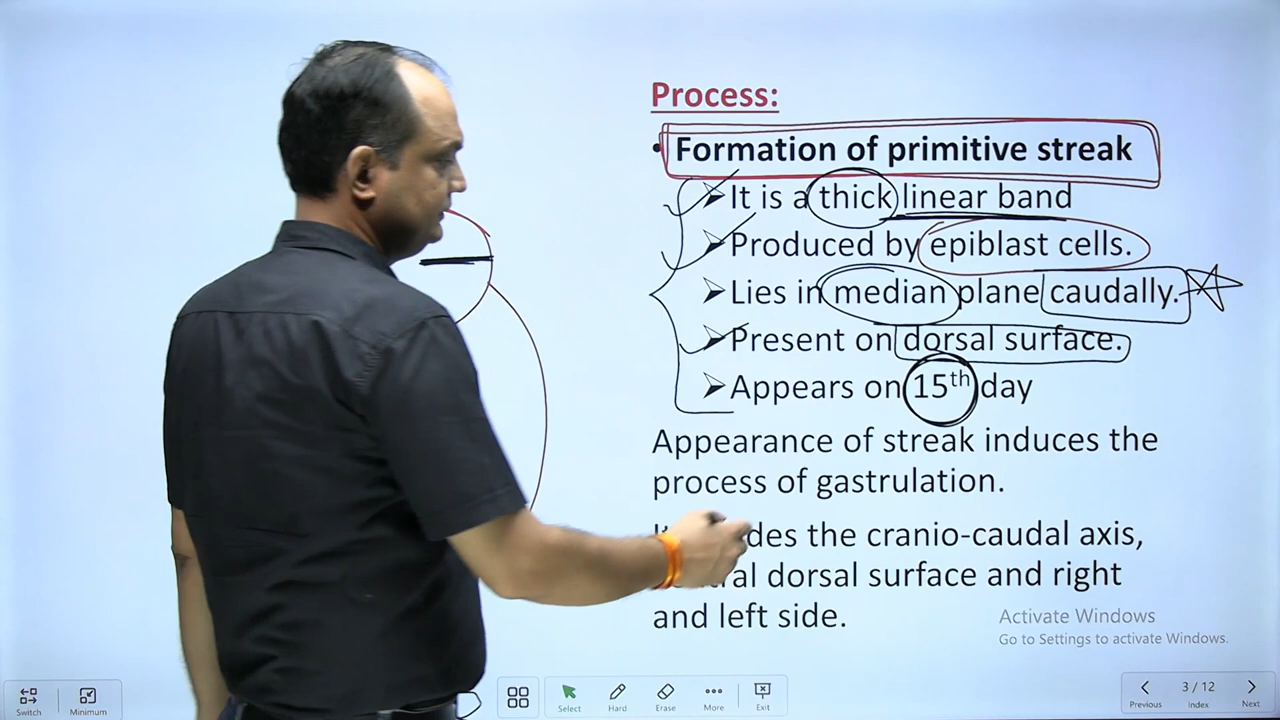 Process:
• Formation of primitive streak
➢ It is a thick linear band
➢ Produced by epiblast cells.
➢ Lies in median plane caudally.
➢ Present on dorsal surface.
➢ Appears on 15th day
Appearance of streak induces the
process of gastrulation.
the cranio-caudal axis,
dorsal surface and right
and left side.
Activate Windows
Go to Settings to activate Windows.
Switch Minimum Select Hard Erase More Exit Previous 3 / 12 Index Next